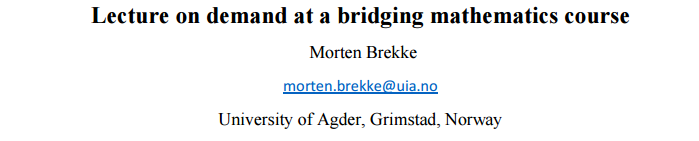 Lecture on demand at a bridging mathematics course
Morten Brekke
morten.brekke@uia.no
University of Agder, Grimstad, Norway